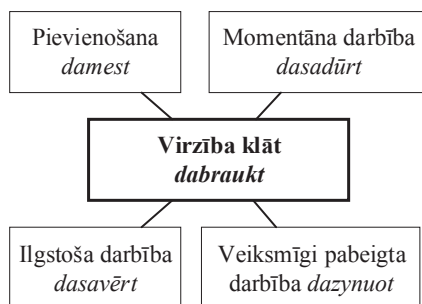 Pievienošana
damest
Momentāna darbība
dasadūrt
Virzība klāt
dabraukt
Ilgstoša darbība
dasavērt
Veiksmīgi pabeigta
darbība dazynuot